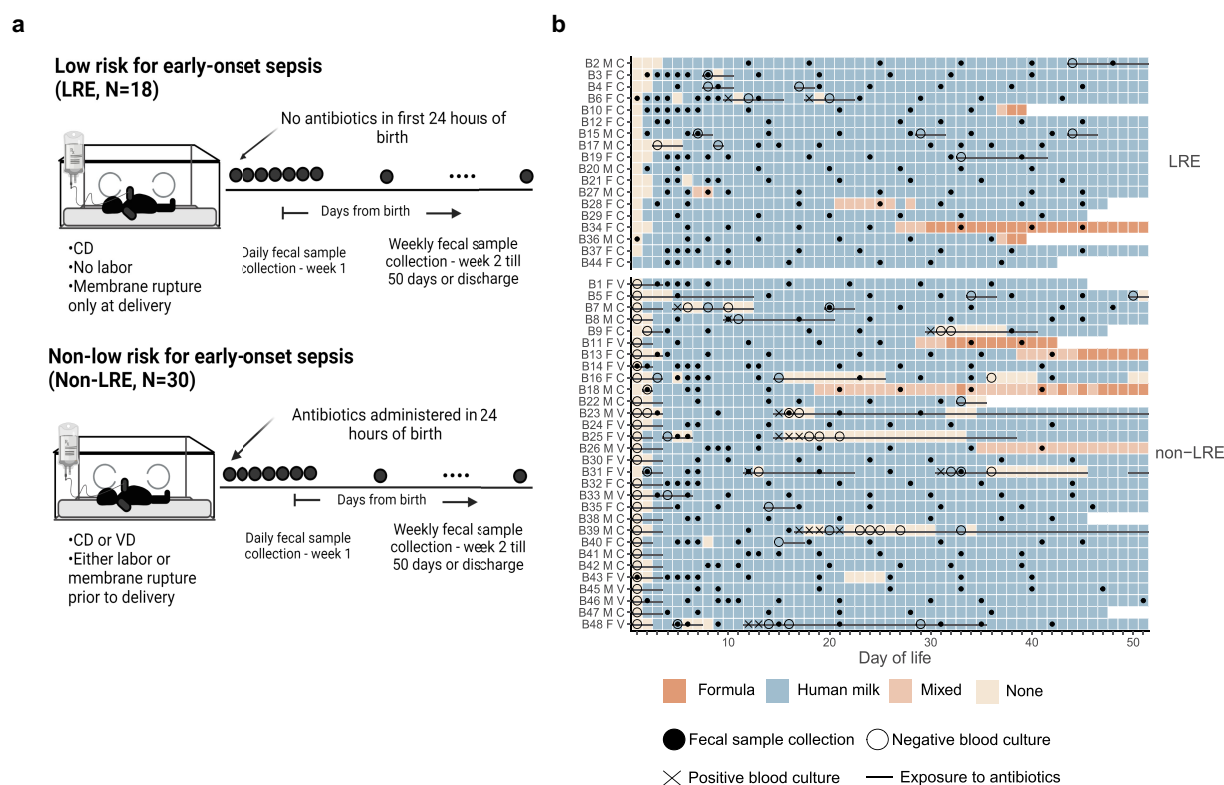 a
Low risk for early-onset sepsis
(LRE, N=18)
No antibiotics in first 24 hours of
birth
Days from birth
•CD
•No labor
•Membrane rupture
only at delivery
Daily fecal sample
collection - week 1
Weekly fecal sample
collection - week 2 till
50 days or discharge
Non-low risk for early-onset sepsis
(Non-LRE, N=30)
Antibiotics administered in 24
hours of birth
Days from birth
•CD or VD
•Either labor or
membrane rupture
prior to delivery
Daily fecal sample
collection - week 1
Weekly fecal sample
collection - week 2 till
50 days or discharge
b
B2 M C
B3 F C
B4 F C
B6 F C
B10 F C
B12 F C
B15 M C
B17 M C
B19 F C
B20 M C
B21 F C
B27 M C
B28 F C
B29 F C
B34 F C
B36 M C
B37 F C
B44 F C
LRE
B1 F V
B5 F C
B7 M C
B8 M C
B9 F C
B11 F V
B13 F C
B14 F V
B16 F C
B18 M C
B22 M C
B23 M V
B24 F V
B25 F V
B26 M V
B30 F V
B31 F V
B32 F C
B33 M V
B35 F C
B38 M C
B39 M C
B40 F C
B41 M C
B42 M C
B43 F V
B45 M V
B46 M V
B47 M C
B48 F V
non−LRE
10 20 30 40 50
Day of life
Formula Human milk Mixed None
Fecal sample collection Negative blood culture
Positive blood culture Exposure to antibiotics